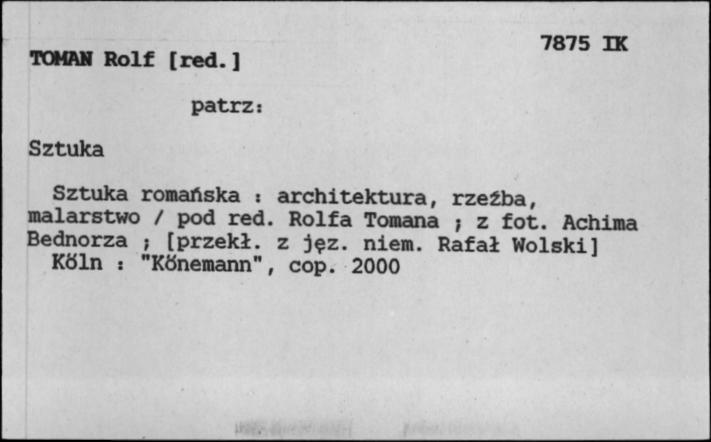 7875 IK
TOMAN Rolf [red.]
patrz:
Sztuka
Sztuka romańska : architektura, rzeźba,
malarstwo / pod red. Rolfa Tomana ; z fot. Achima
Bednorza ; [przekł. z jęz. niem. Rafał Wolski]
Köln : "Könemann", cop. 2000